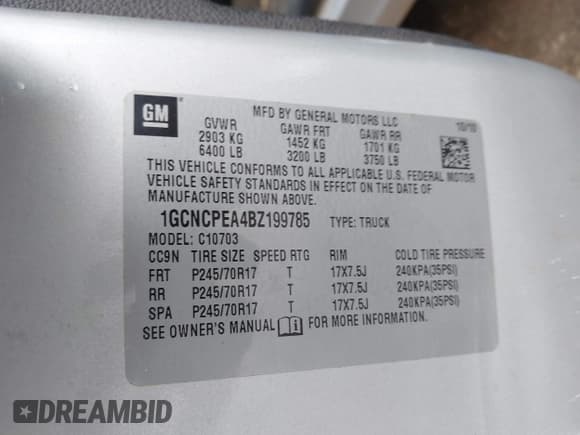 GM
MFD BY GENERAL MOTORS LLC
10/10
GVWR GAWR FRT GAWR RR
2903 KG 1452 KG 1701 KG
6400 LB 3200 LB 3750 LB
THIS VEHICLE CONFORMS TO ALL APPLICABLE U.S. FEDERAL MOTOR
VEHICLE SAFETY STANDARDS IN EFFECT ON THE DATE OF
MANUFACTURE SHOWN ABOVE.
1GCNCPEA4BZ199785 TYPE: TRUCK
MODEL: C10703
CC9N TIRE SIZE SPEED RTG RIM COLD TIRE PRESSURE
FRT P245/70R17 T 17X7.5J 240KPA(35PSI)
RR P245/70R17 T 17X7.5J 240KPA(35PSI)
SPA P245/70R17 T 17X7.5J 240KPA(35PSI)
SEE OWNER'S MANUAL FOR MORE INFORMATION.
DREAMBID